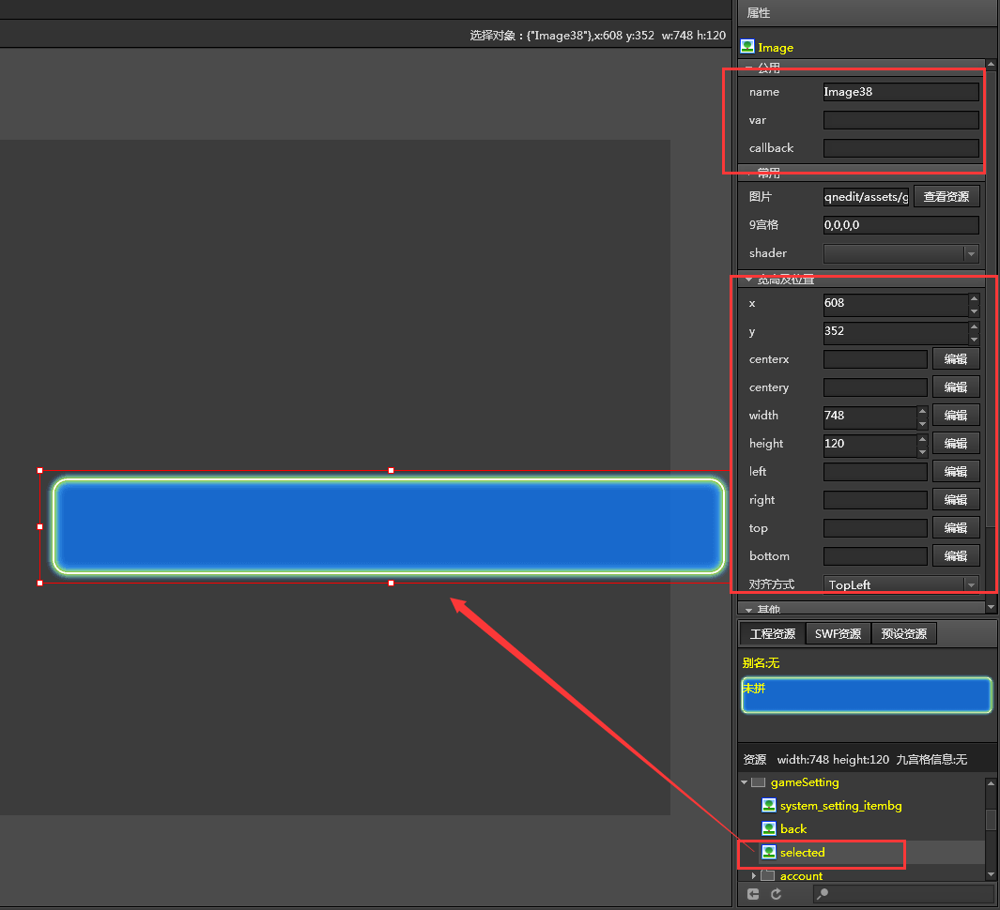 属性
选择对象：{"Image38"},x:608 y:352 w:748 h:120
Image
公用
name Image38
var
callback
常用
图片 qnedit/assets/g 查看资源
9宫格 0,0,0,0
shader
宽高及位置
x 608
y 352
centerx 编辑
centery 编辑
width 748 编辑
height 120 编辑
left 编辑
right 编辑
top 编辑
bottom 编辑
对齐方式 TopLeft
其他
工程资源 SWF资源 预设资源
别名:无
未拼
资源 width:748 height:120 九宫格信息:无
gameSetting
system_setting_itembg
back
selected
account